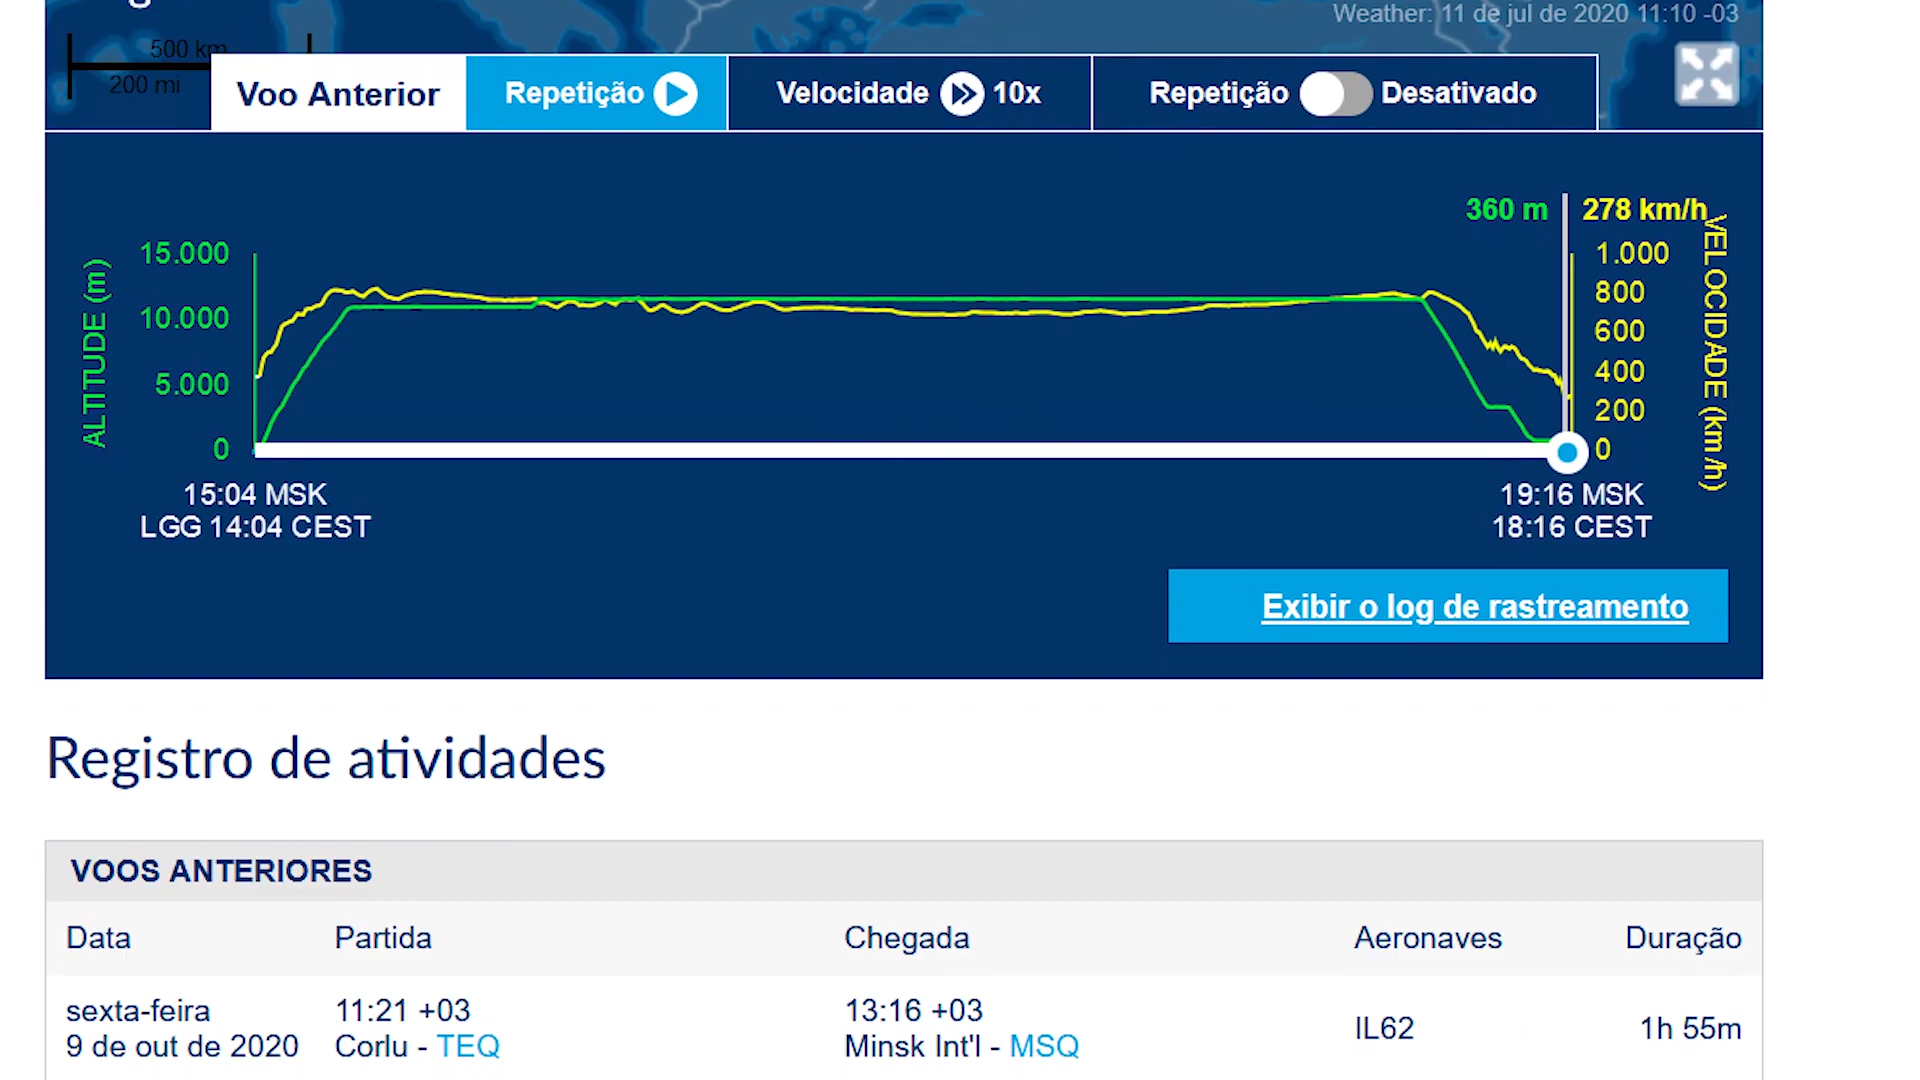 Weather: 11 de jul de 2020 11:10 -03
500 km
200 mi
Voo Anterior
Repetição
Velocidade 10x
Repetição Desativado
360 m 278 km/h
ALTITUDE (m)
15.000
10.000
5.000
0
1.000
800
600
400
200
0
VELOCIDADE (km/h)
15:04 MSK
LGG 14:04 CEST
19:16 MSK
18:16 CEST
Exibir o log de rastreamento
Registro de atividades
VOOS ANTERIORES
Data Partida Chegada Aeronaves Duração
sexta-feira 11:21 +03 13:16 +03
IL62 1h 55m
9 de out de 2020 Corlu - TEQ Minsk Int'l - MSQ